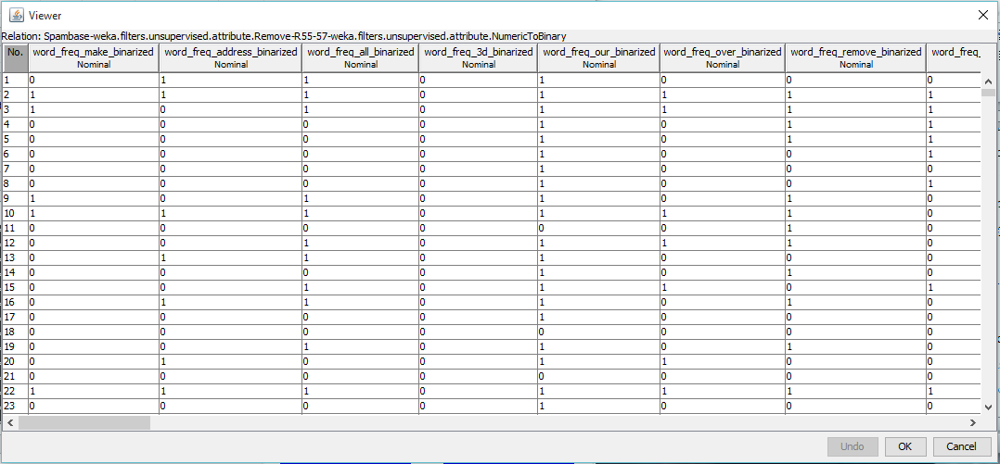 Viewer
Relation: Spambase-weka.filters.unsupervised.attribute.Remove-R55-57-weka.filters.unsupervised.attribute.NumericToBinary
No. word_freq_make_binarized word_freq_address_binarized word_freq_all_binarized word_freq_3d_binarized word_freq_our_binarized word_freq_over_binarized word_freq_remove_binarized word_freq_
Nominal Nominal Nominal Nominal Nominal Nominal Nominal
1 0 1 1 0 1 0 0 0
2 1 1 1 0 1 1 1 1
3 1 0 1 0 1 1 1 1
4 0 0 0 0 1 0 1 1
5 0 0 0 0 1 0 1 1
6 0 0 0 0 1 0 0 1
7 0 0 0 0 1 0 0 0
8 0 0 0 0 1 0 0 1
9 1 0 1 0 1 0 1 0
10 1 1 1 0 1 1 1 0
11 0 0 0 0 0 0 1 0
12 0 0 1 0 1 1 1 0
13 0 1 1 0 1 0 0 0
14 0 0 0 0 1 0 1 0
15 0 0 1 0 1 1 0 1
16 0 1 1 0 1 0 1 0
17 0 0 0 0 1 0 0 0
18 0 0 0 0 0 0 0 0
19 0 0 1 0 1 0 1 0
20 0 1 0 0 1 1 0 0
21 0 0 0 0 0 0 0 0
22 1 1 1 0 1 1 1 1
23 0 0 0 0 1 0 0 0
Undo OK Cancel